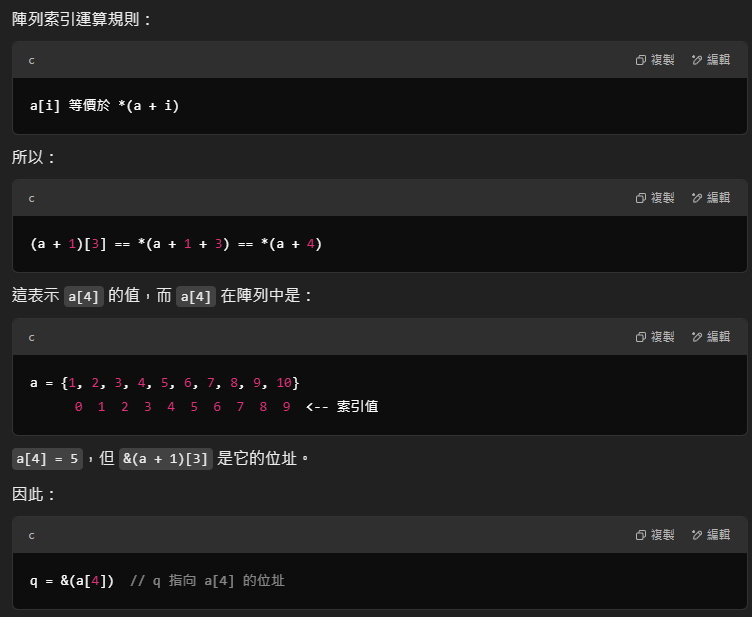 陣列索引運算規則：
c 複製 編輯
a[i] 等價於 *(a + i)
所以：
c 複製 編輯
(a + 1)[3] == *(a + 1 + 3) == *(a + 4)
這表示 a[4] 的值，而 a[4] 在陣列中是：
c 複製 編輯
a = {1, 2, 3, 4, 5, 6, 7, 8, 9, 10}
0 1 2 3 4 5 6 7 8 9 <-- 索引值
a[4] = 5，但 &(a + 1)[3] 是它的位址。
因此：
c 複製 編輯
q = &(a[4]) // q 指向 a[4] 的位址